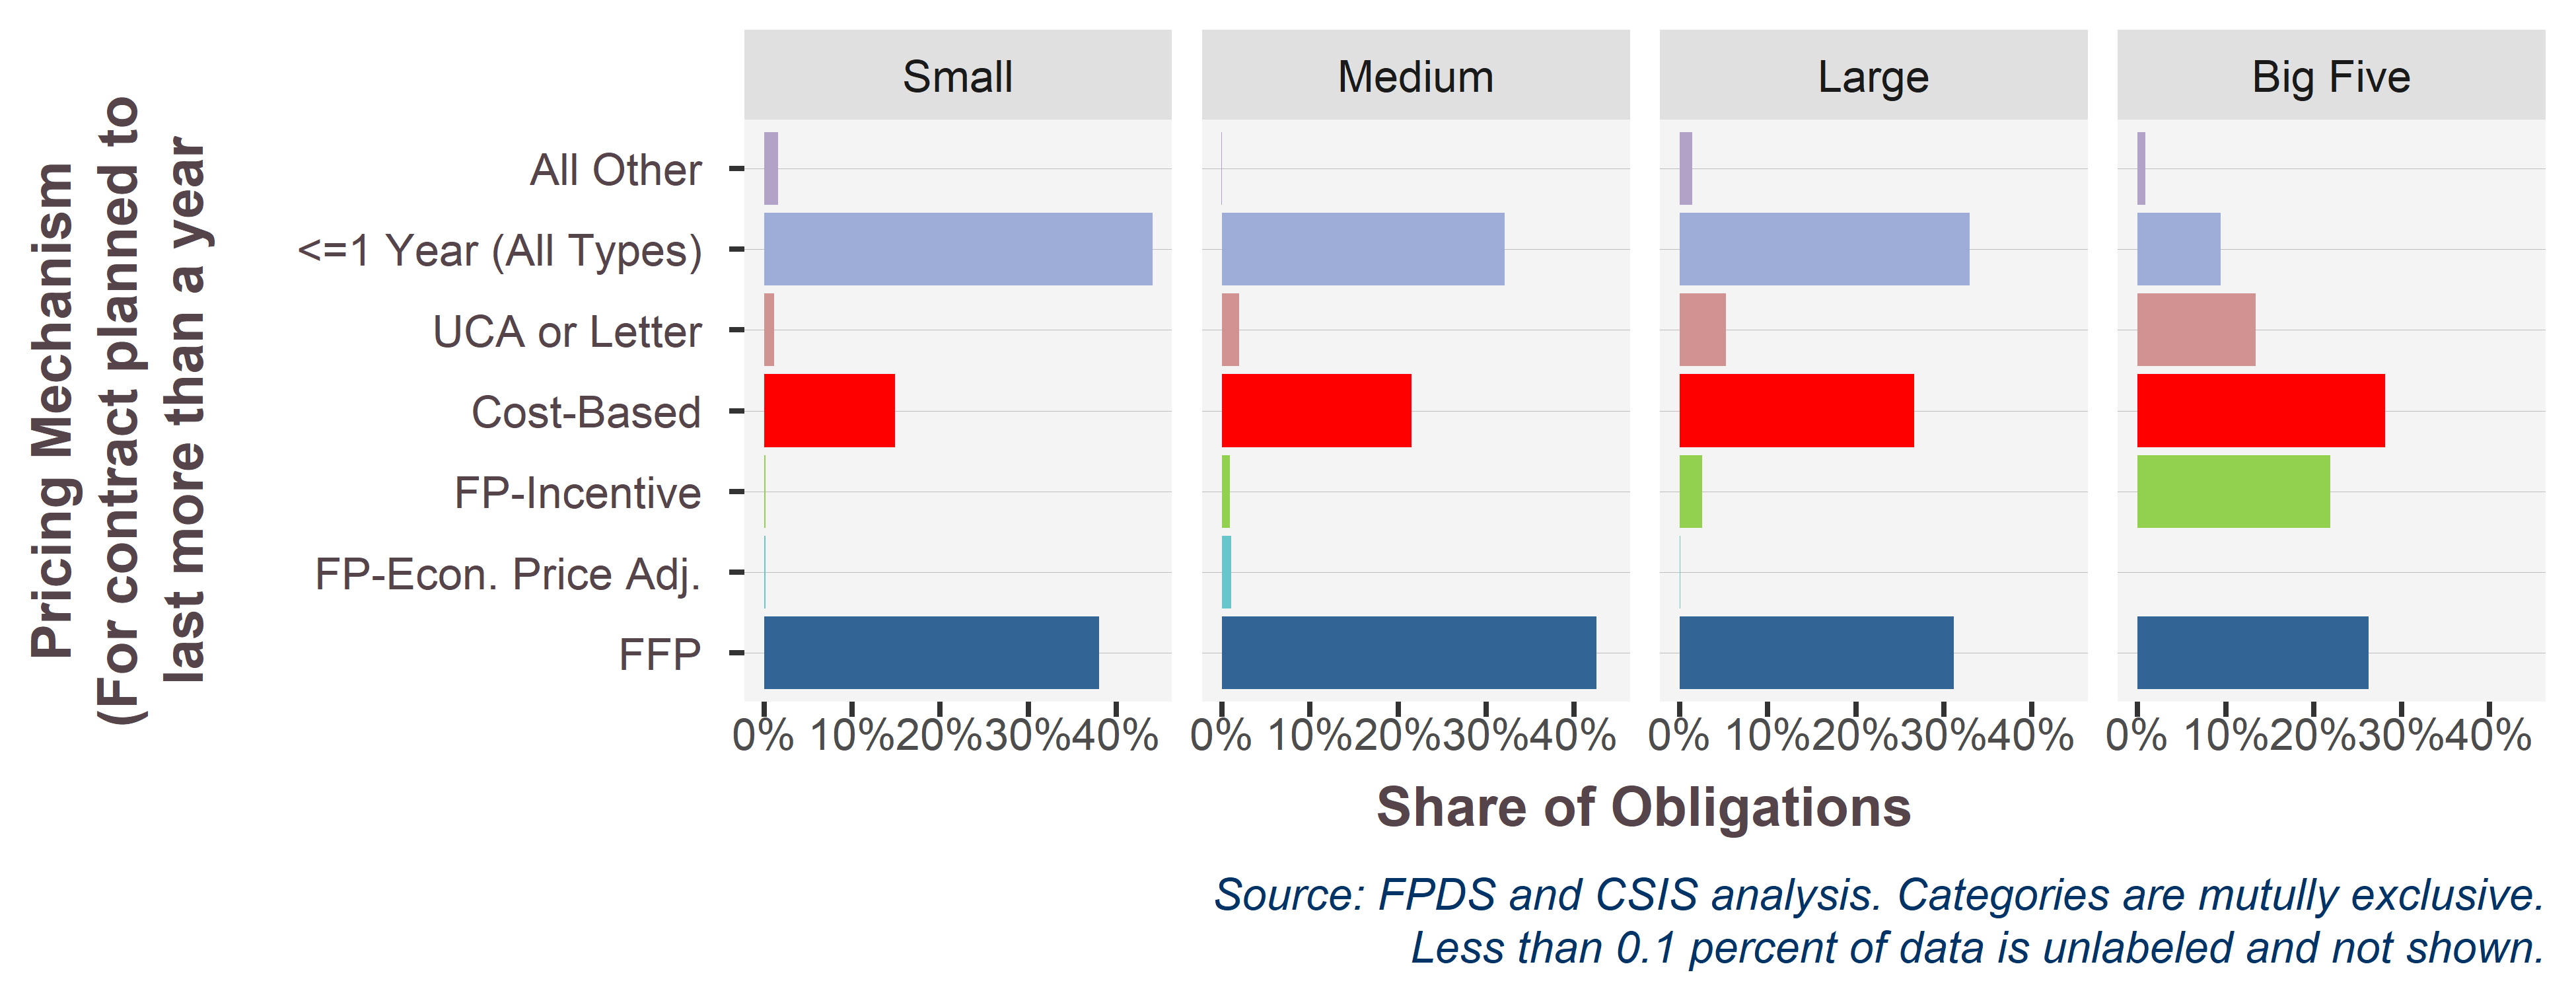 Small
Medium
Large
Big Five
Pricing Mechanism
(For contract planned to
last more than a year
All Other
<=1 Year (All Types)
UCA or Letter
Cost-Based
FP-Incentive
FP-Econ. Price Adj.
FFP
0% 10% 20% 30% 40%
0% 10% 20% 30% 40%
0% 10% 20% 30% 40%
0% 10% 20% 30% 40%
Share of Obligations
Source: FPDS and CSIS analysis. Categories are mutully exclusive.
Less than 0.1 percent of data is unlabeled and not shown.